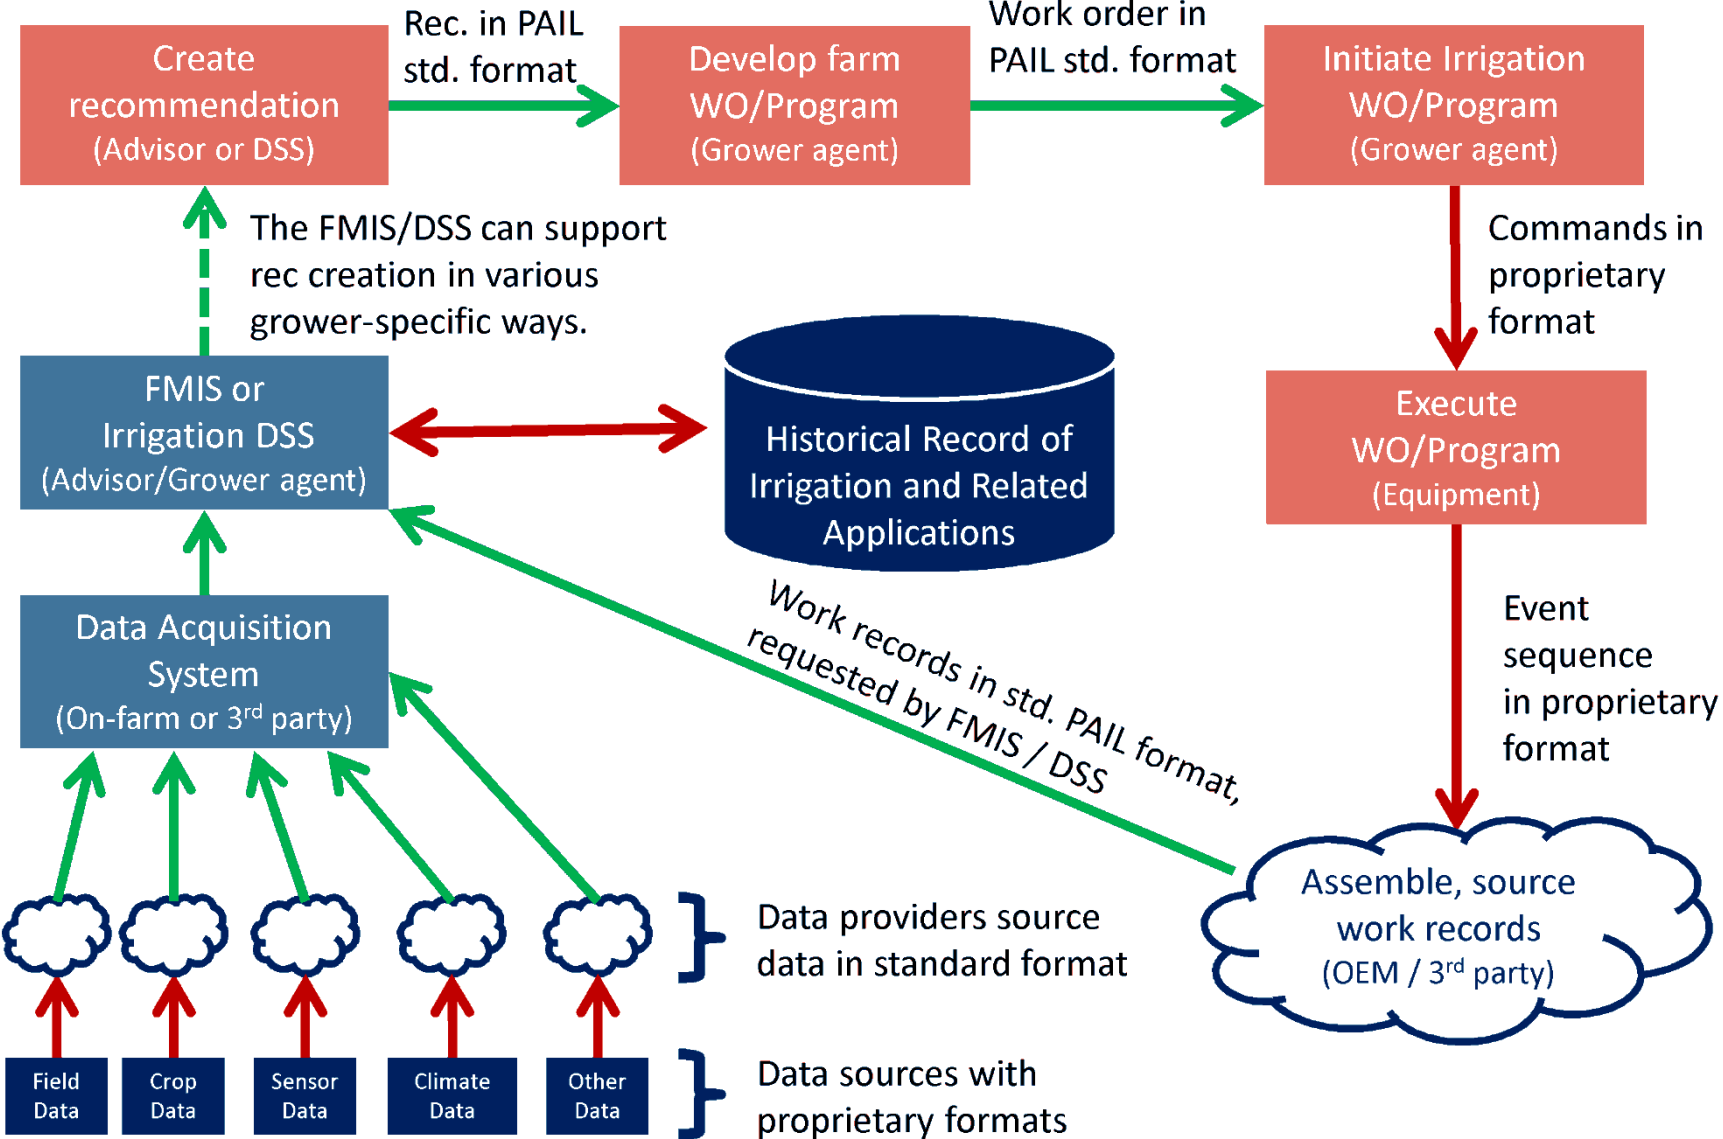 Create
recommendation
(Advisor or DSS)
Rec. in PAIL
std. format
Develop farm
WO/Program
(Grower agent)
Work order in
PAIL std. format
Initiate Irrigation
WO/Program
(Grower agent)
The FMIS/DSS can support
rec creation in various
grower-specific ways.
Commands in
proprietary
format
FMIS or
Irrigation DSS
(Advisor/Grower agent)
Historical Record of
Irrigation and Related
Applications
Execute
WO/Program
(Equipment)
Data Acquisition
System
(On-farm or 3rd party)
Work records in std. PAIL format,
requested by FMIS / DSS
Event
sequence
in proprietary
format
Assemble, source
work records
(OEM / 3rd party)
Data providers source
data in standard format
Field
Data
Crop
Data
Sensor
Data
Climate
Data
Other
Data
Data sources with
proprietary formats